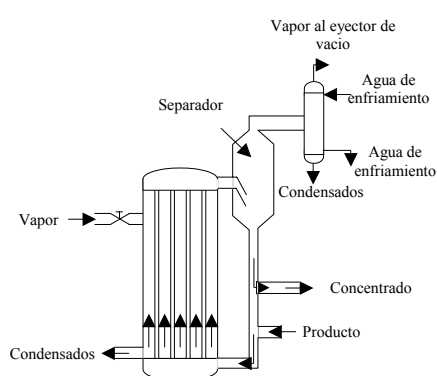 Vapor al eyector de
vacio
Agua de
enfriamiento
Separador
Agua de
enfriamiento
Condensados
Vapor
Concentrado
Producto
Condensados